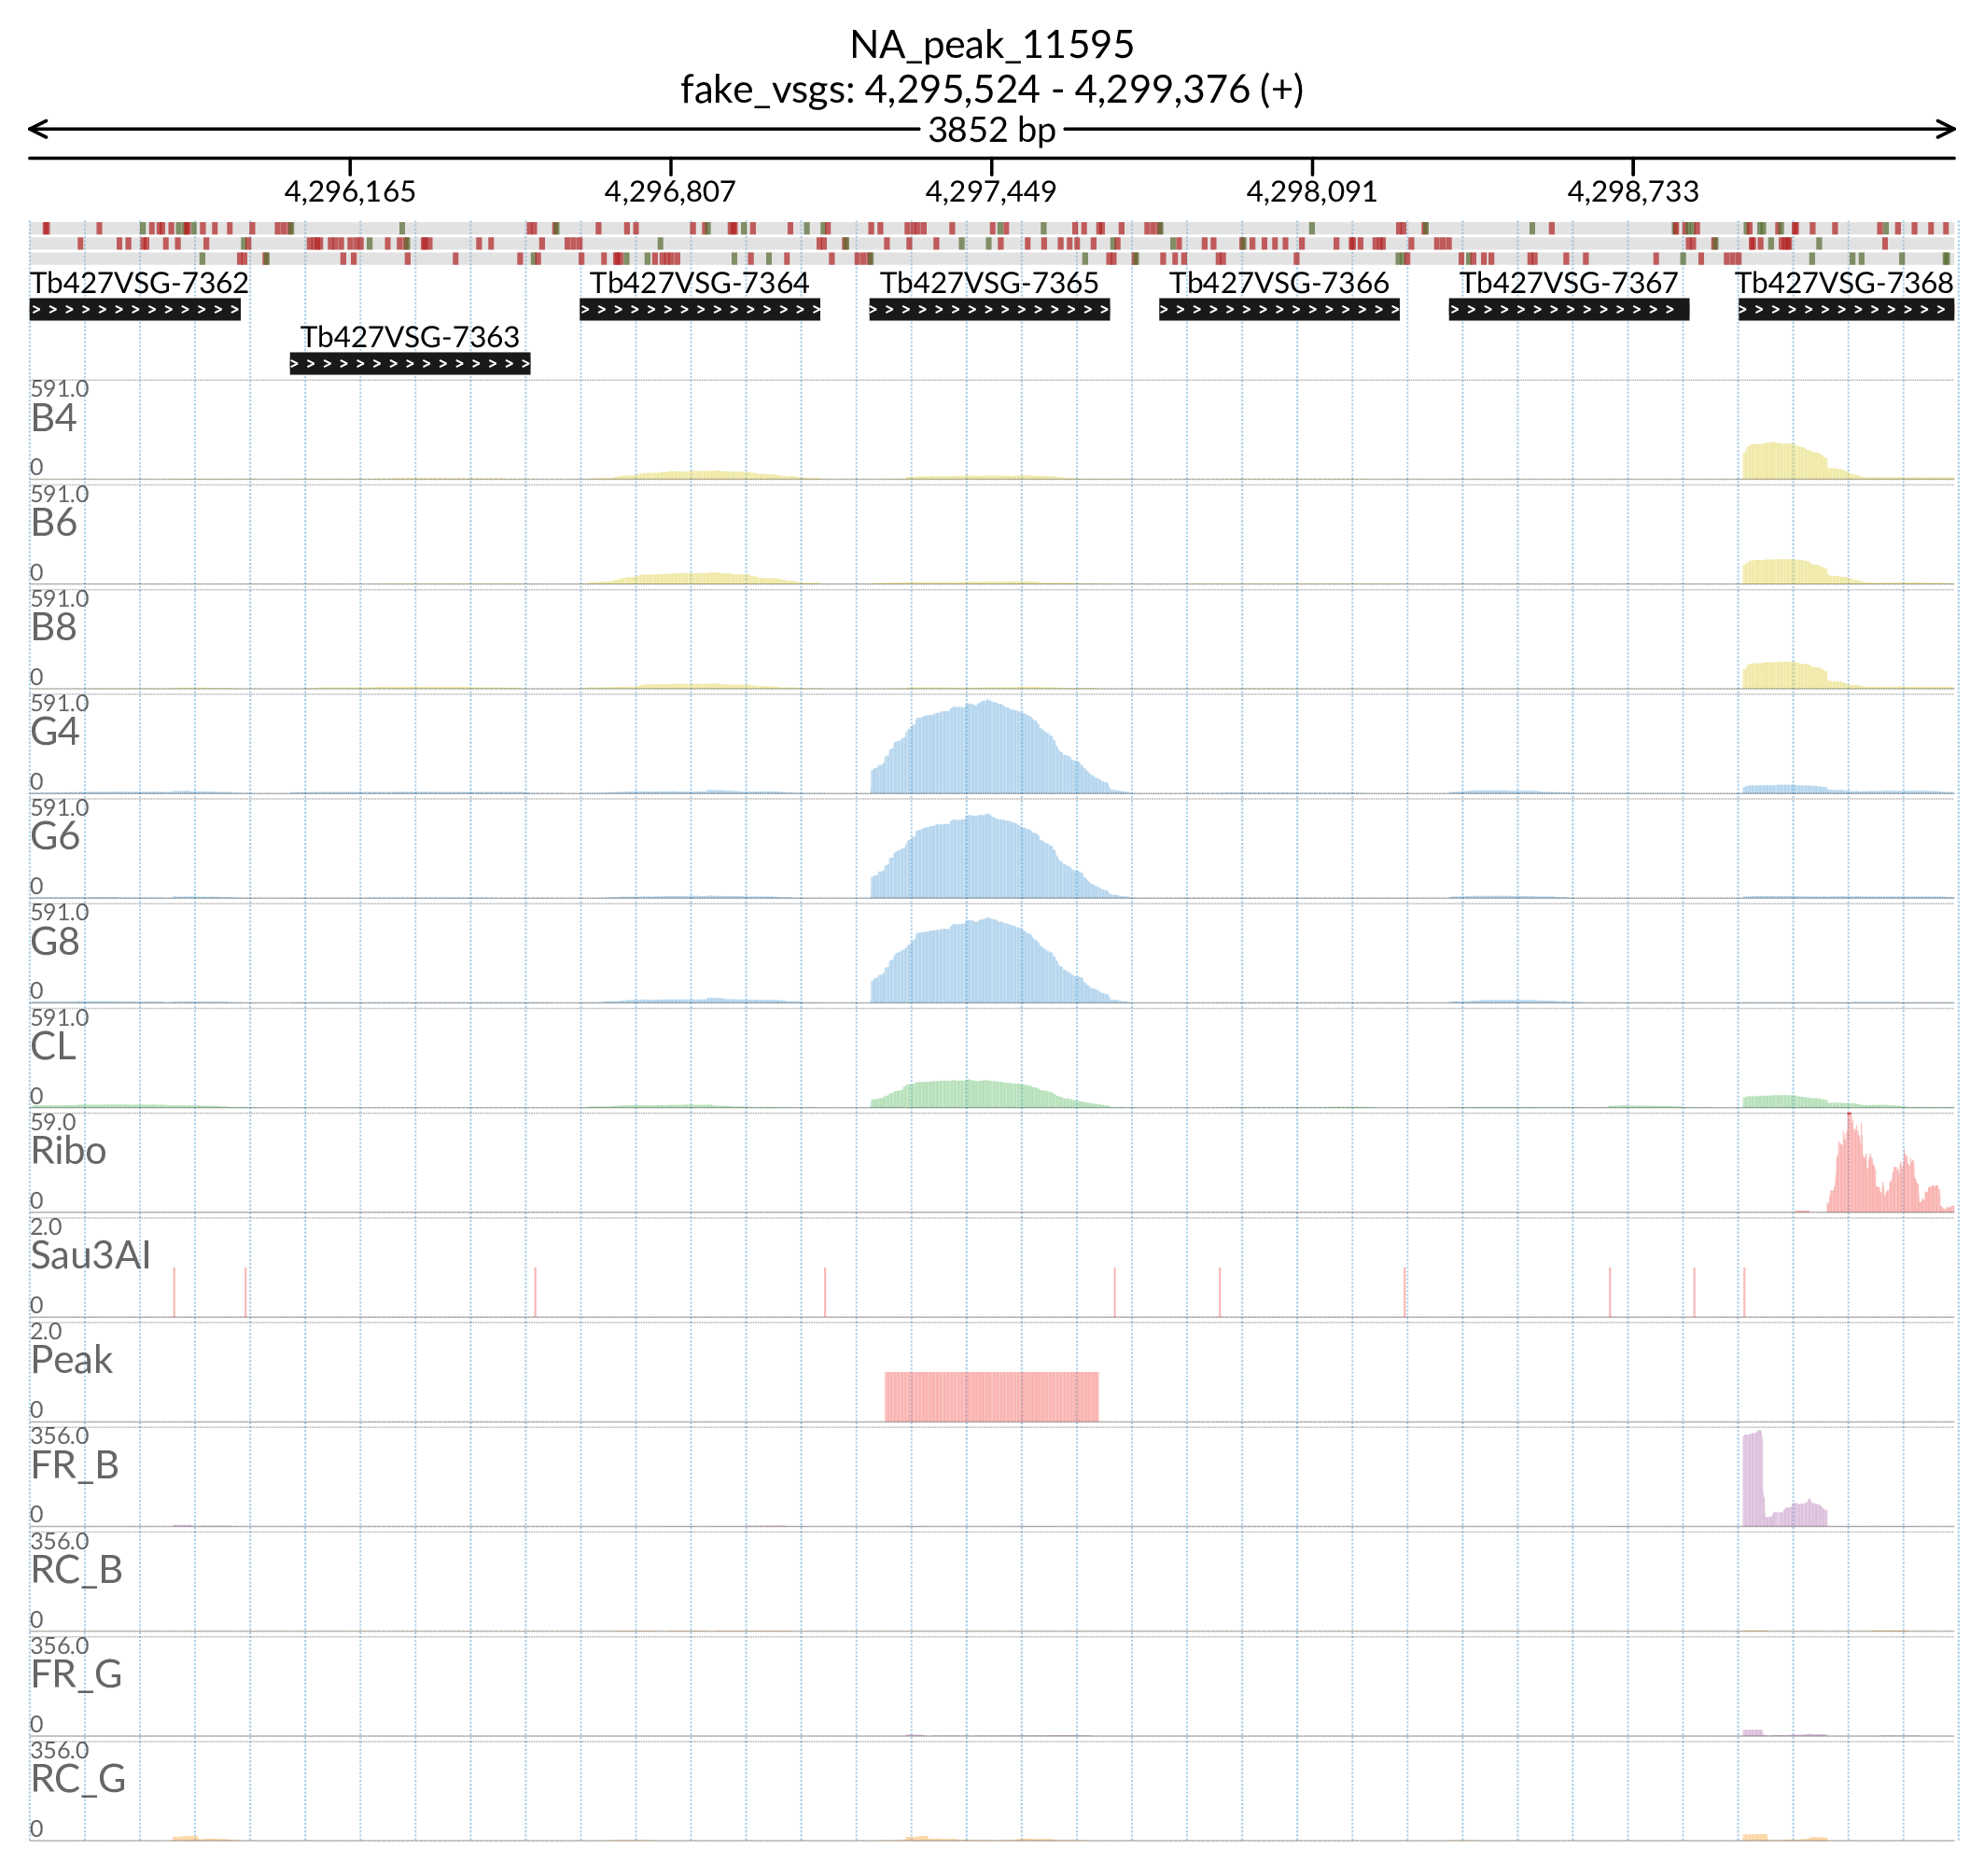 NA_peak_11595
fake_vsgs: 4,295,524 - 4,299,376 (+)
3852 bp
4,296,165 4,296,807 4,297,449 4,298,091 4,298,733
Tb427VSG-7362 Tb427VSG-7364 Tb427VSG-7365 Tb427VSG-7366 Tb427VSG-7367 Tb427VSG-7368
Tb427VSG-7363
591.0
B4
0
591.0
B6
0
591.0
B8
0
591.0
G4
0
591.0
G6
0
591.0
G8
0
591.0
CL
0
59.0
Ribo
0
2.0
Sau3AI
0
2.0
Peak
0
356.0
FR_B
0
356.0
RC_B
0
356.0
FR_G
0
356.0
RC_G
0